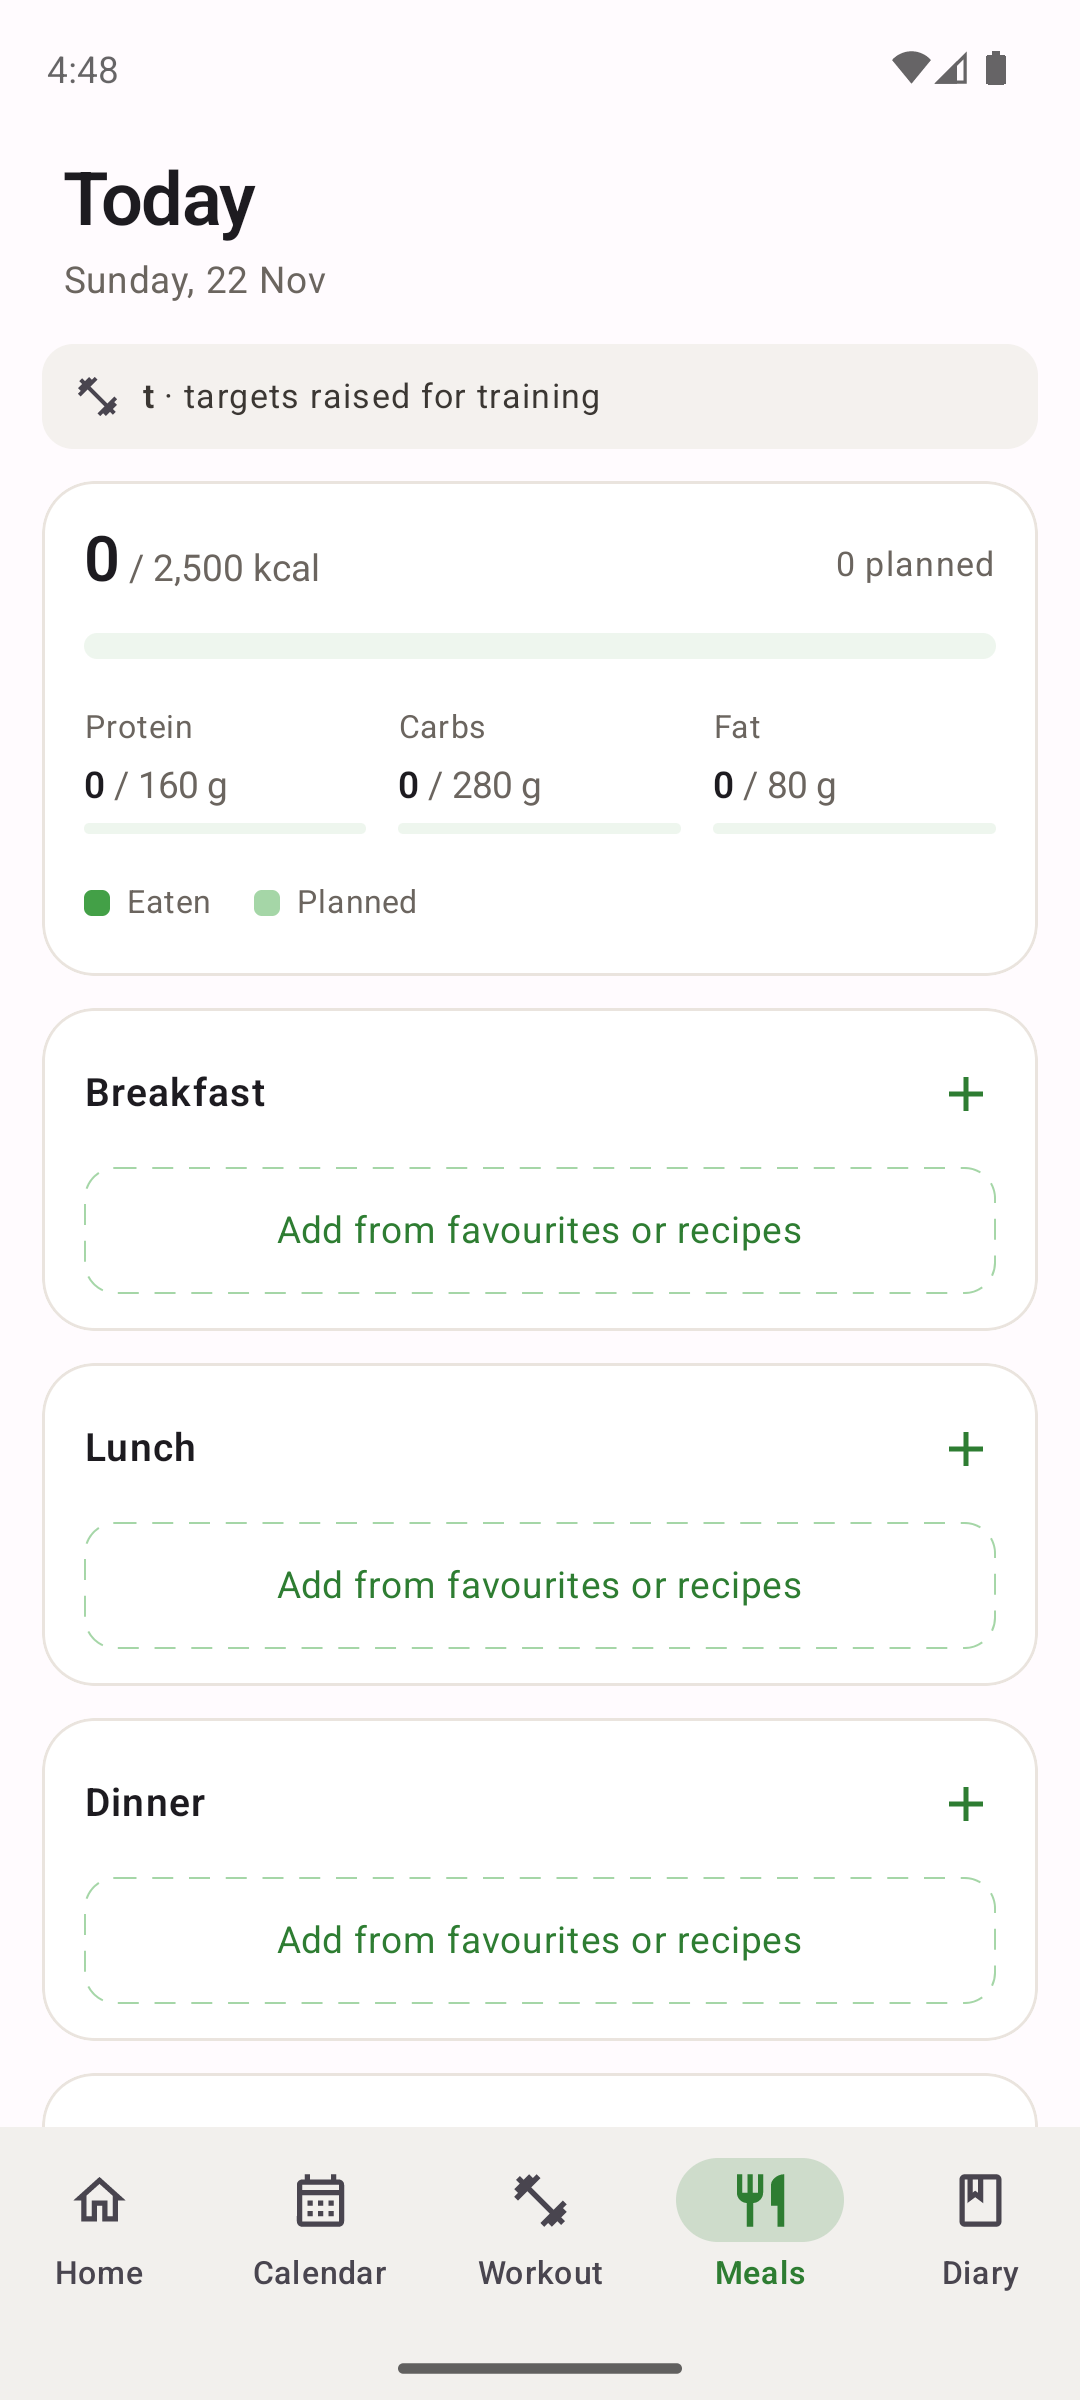 4:48
Today
Sunday, 22 Nov
t · targets raised for training
0 / 2,500 kcal
0 planned
Protein
Carbs
Fat
0 / 160 g
0 / 280 g
0 / 80 g
Eaten
Planned
Breakfast
Add from favourites or recipes
Lunch
Add from favourites or recipes
Dinner
Add from favourites or recipes
Home
Calendar
Workout
Meals
Diary